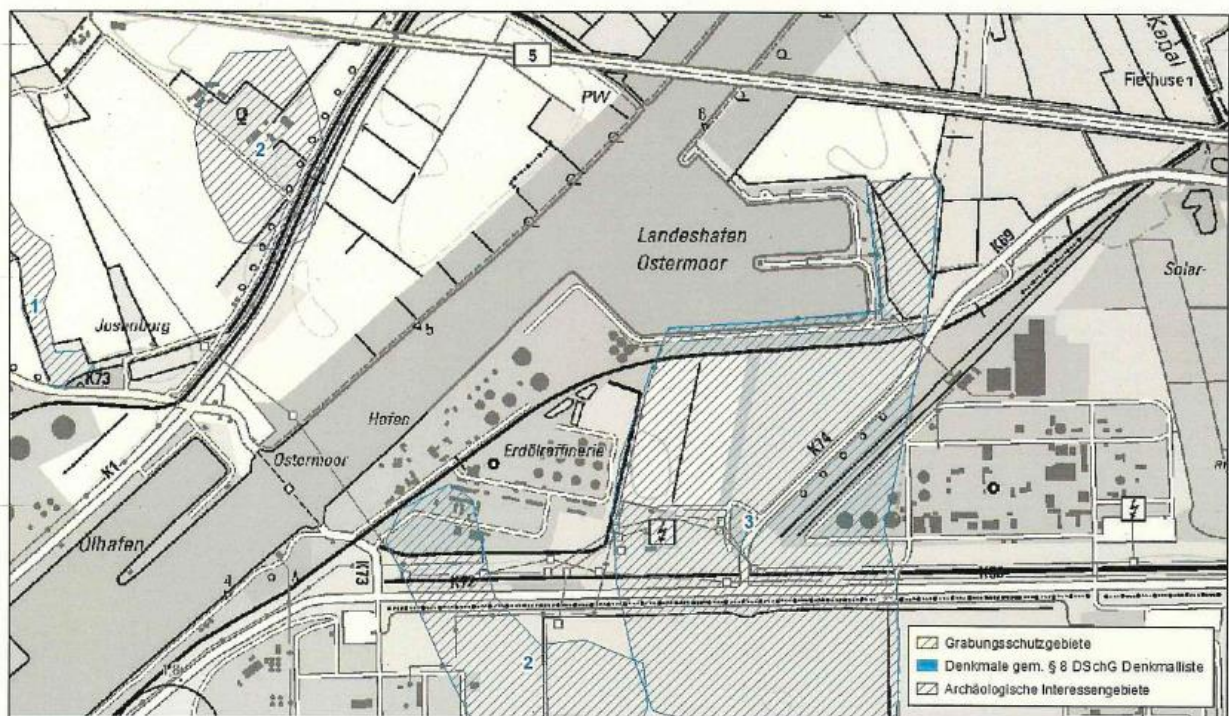 5
Kanal
Fiefhusen
PW
2
8
Landeshafen
Ostermoor
K69
Solar-
1
Josenburg
K73
Hafen
Ostermoor
K1
Erdölraffinerie
K74
3
Ölhafen
K73
K72
2
Grabungsschutzgebiete
Denkmale gem. § 8 DSchG Denkmalliste
Archäologische Interessengebiete